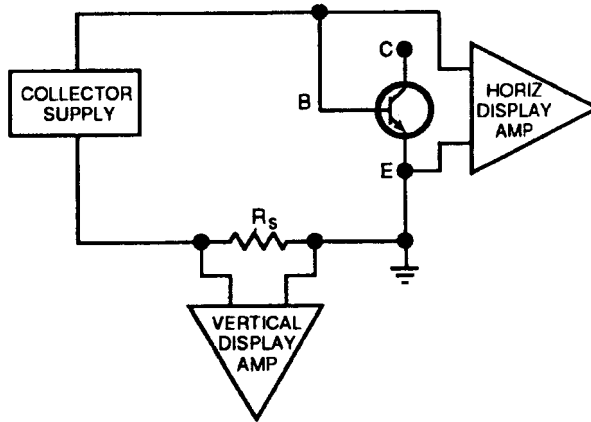 COLLECTOR
SUPPLY
B
C
E
HORIZ
DISPLAY
AMP
Rs
VERTICAL
DISPLAY
AMP